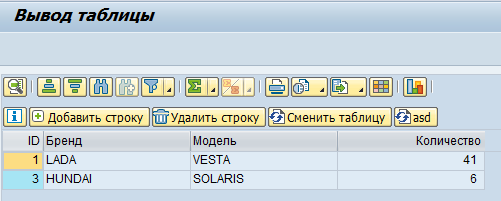 Вывод таблицы
Добавить строку Удалить строку Сменить таблицу asd
ID Бренд Модель Количество
1 LADA VESTA 41
3 HUNDAI SOLARIS 6